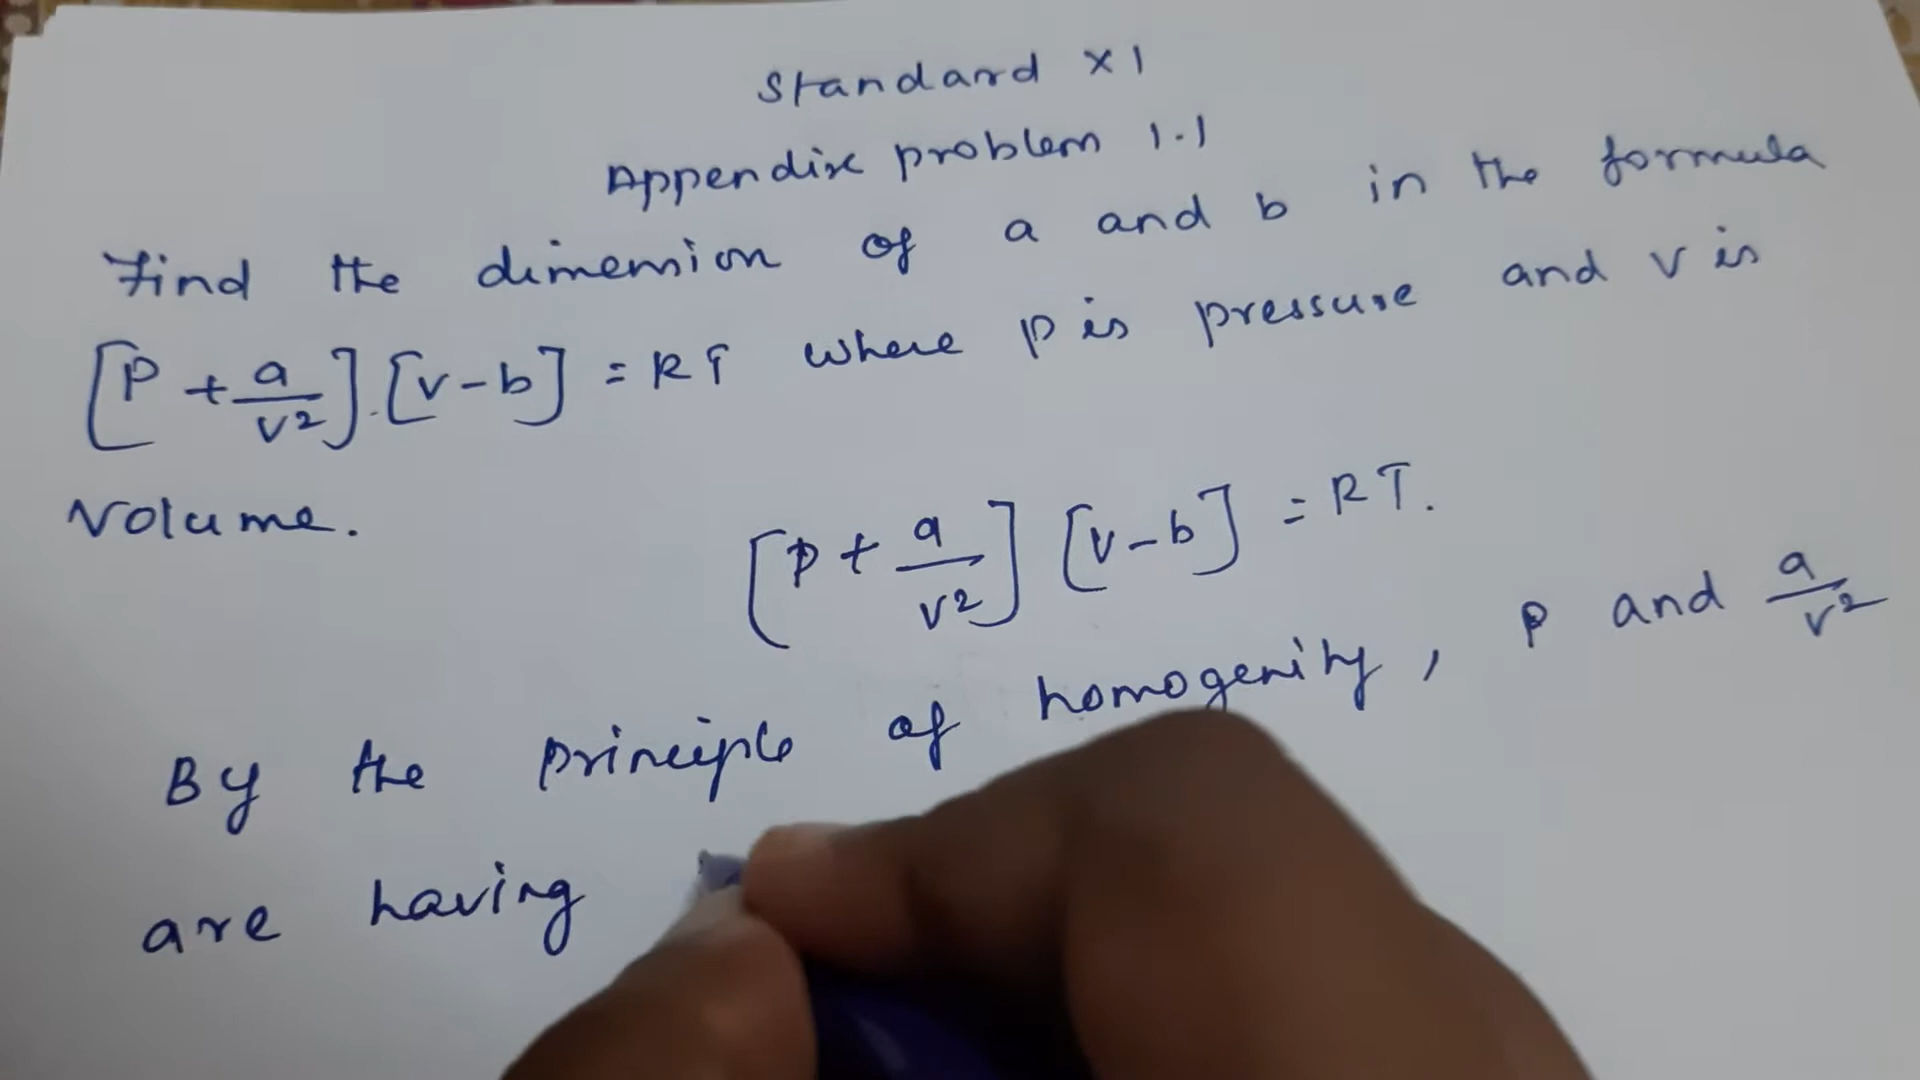 Standard XI
Appendix problem 1.1
Find the dimension of a and b in the formula
[P + a/v²].[v-b] = RT where p is pressure and v is
Volume.
[p + a/v²] [v-b] = RT.
By the principle of homogenity, p and a/v²
are having